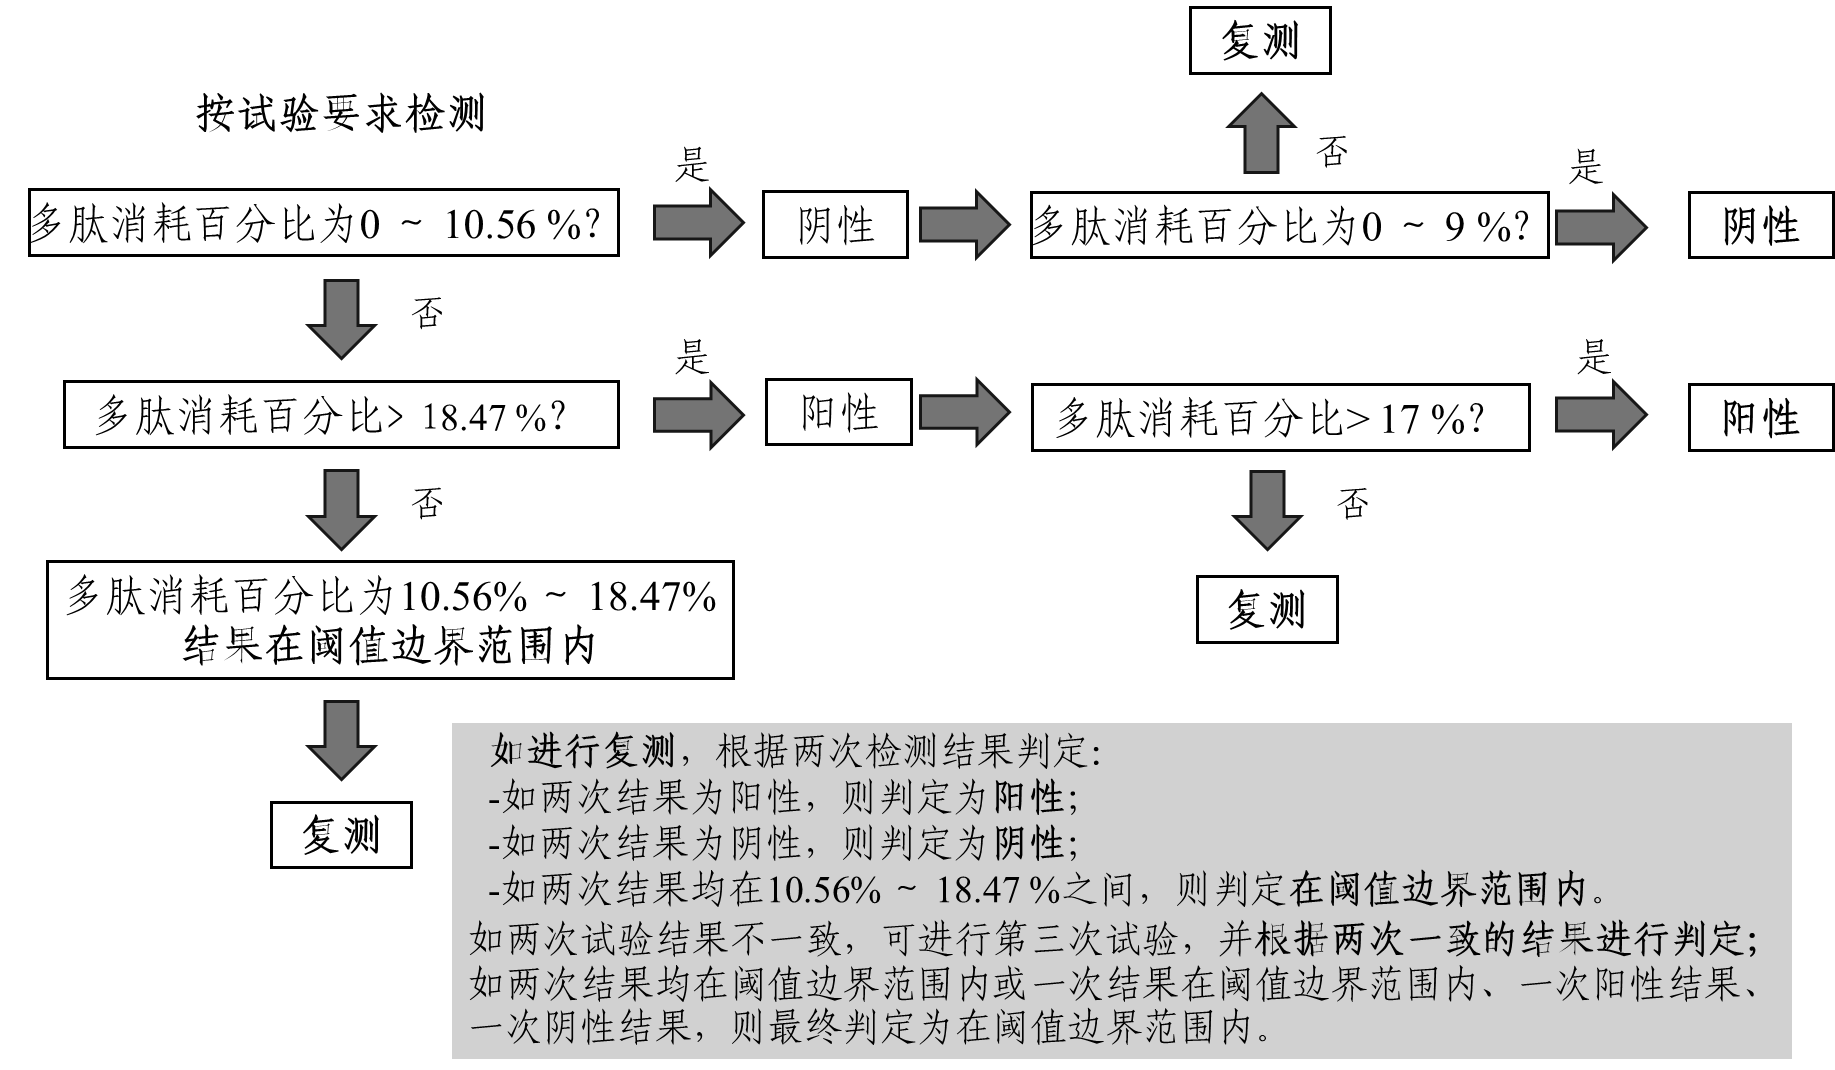 复测
按试验要求检测
否
是
是
多肽消耗百分比为0 ~ 10.56 %?
阴性
多肽消耗百分比为0 ~ 9 %?
阴性
否
是
是
多肽消耗百分比> 18.47 %?
阳性
多肽消耗百分比> 17 %?
阳性
否
否
多肽消耗百分比为10.56% ~ 18.47%
结果在阈值边界范围内
复测
复测
如进行复测，根据两次检测结果判定：
-如两次结果为阳性，则判定为阳性；
-如两次结果为阴性，则判定为阴性；
-如两次结果均在10.56% ~ 18.47 %之间，则判定在阈值边界范围内。
如两次试验结果不一致，可进行第三次试验，并根据两次一致的结果进行判定；
如两次结果均在阈值边界范围内或一次结果在阈值边界范围内、一次阳性结果、
一次阴性结果，则最终判定为在阈值边界范围内。